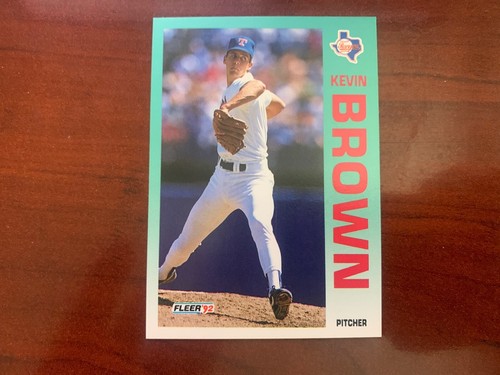 KEVIN
BROWN
PITCHER
FLEER '92
T